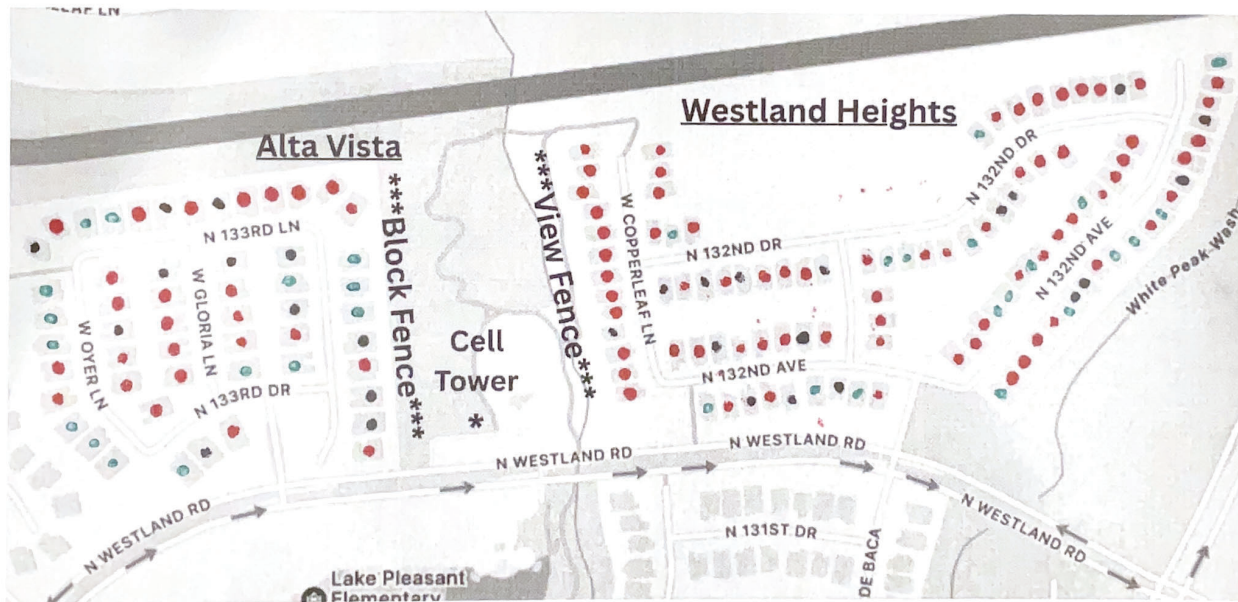 Westland Heights
Alta Vista
***Block Fence***
***View Fence***
Cell
Tower
*
N 133RD LN
W OYER LN
W GLORIA LN
N 133RD DR
W COPPERLEAF LN
N 132ND DR
N 132ND DR
N 132ND AVE
N 132ND AVE
White Peak Wash
N WESTLAND RD
N WESTLAND RD
N WESTLAND RD
N WESTLAND RD
N 131ST DR
DE BACA
Lake Pleasant
Elementary